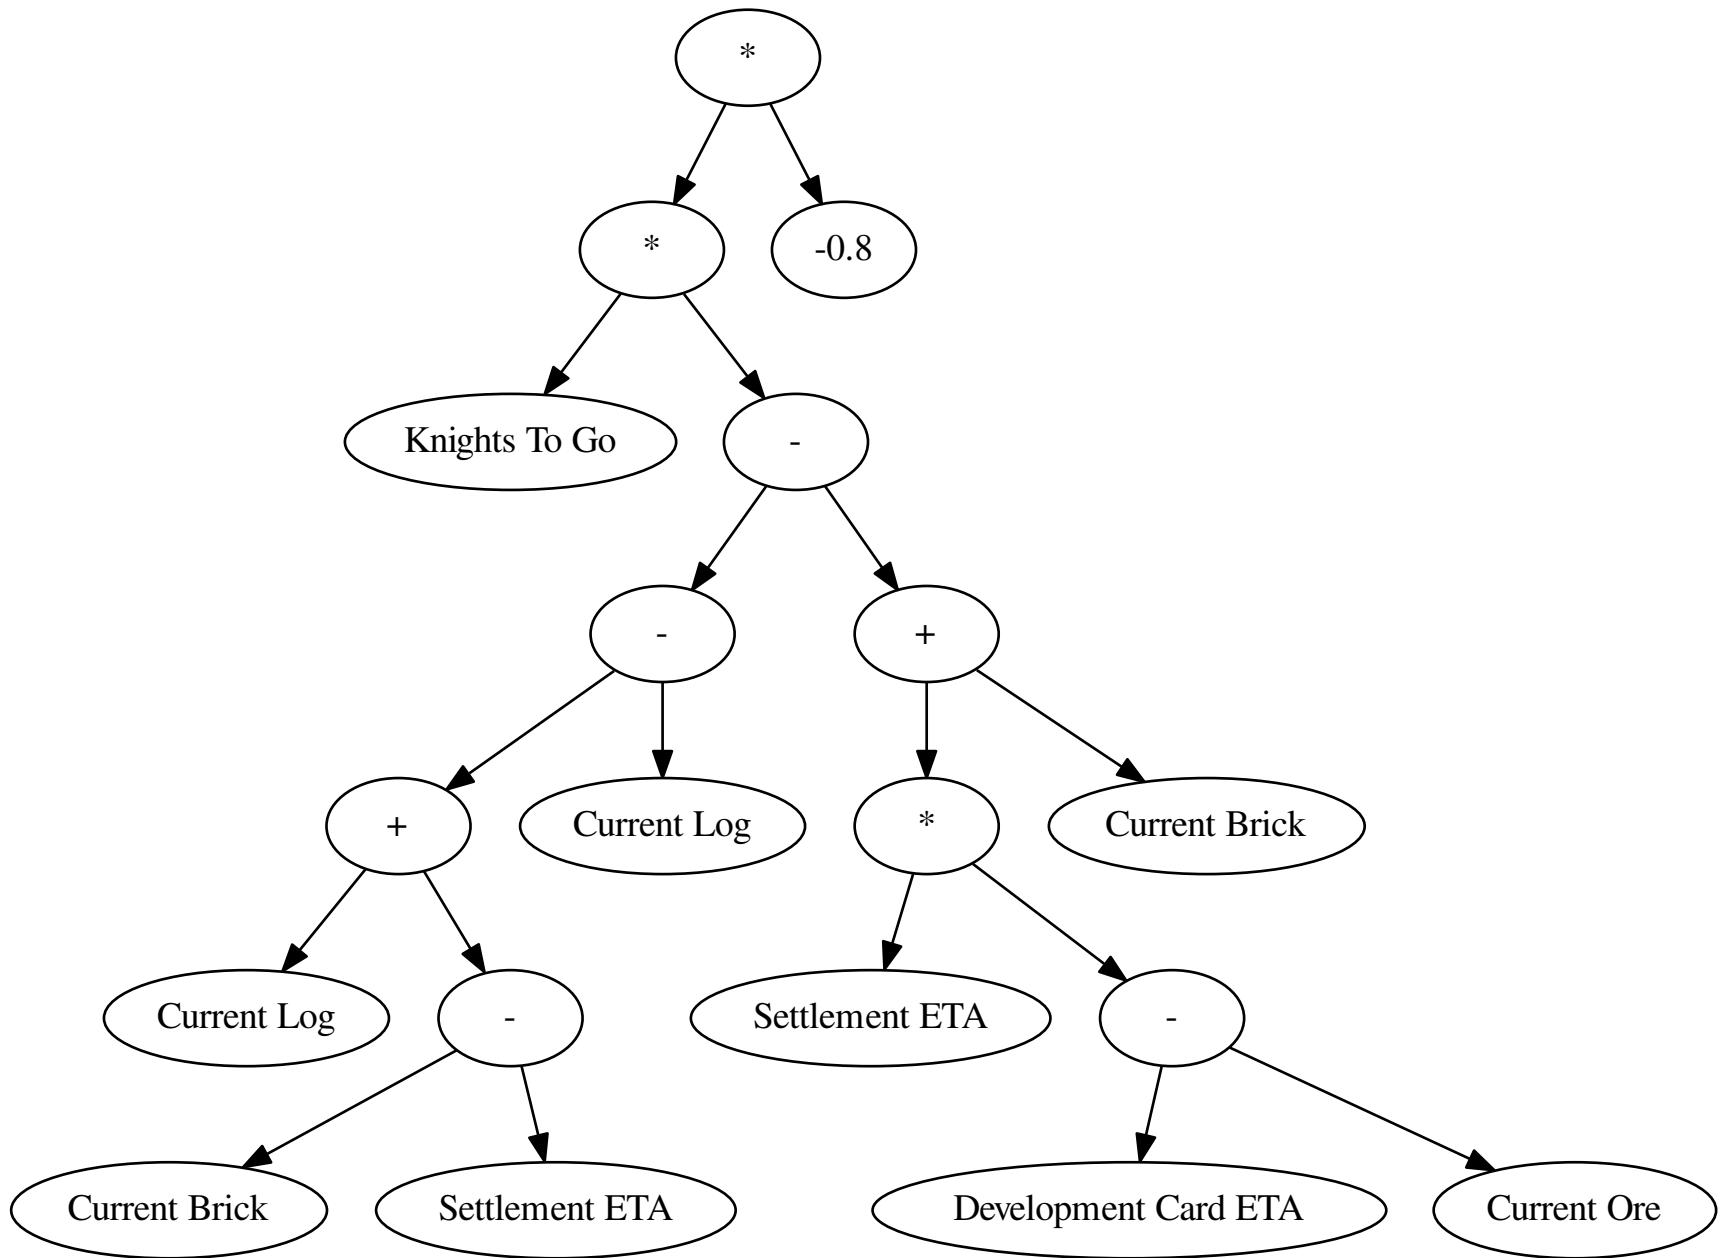 *
*
-0.8
Knights To Go
-
-
+
+
Current Log
*
Current Brick
Current Log
-
Settlement ETA
-
Current Brick
Settlement ETA
Development Card ETA
Current Ore